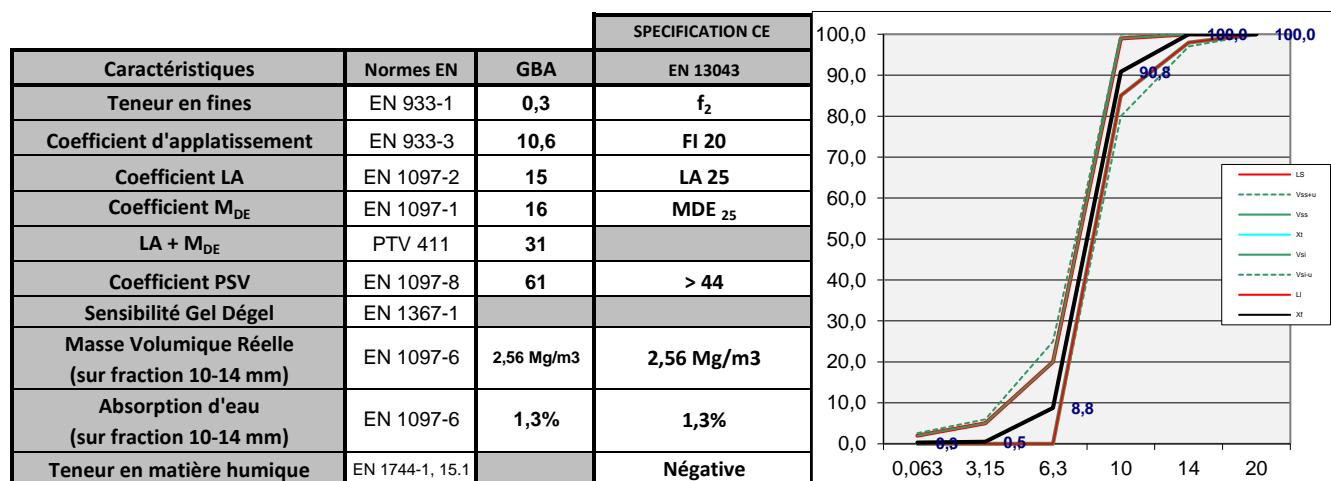 SPECIFICATION CE
Caractéristiques Normes EN GBA EN 13043
Teneur en fines EN 933-1 0,3 f2
Coefficient d'applatissement EN 933-3 10,6 FI 20
Coefficient LA EN 1097-2 15 LA 25
Coefficient MDE EN 1097-1 16 MDE 25
LA + MDE PTV 411 31
Coefficient PSV EN 1097-8 61 > 44
Sensibilité Gel Dégel EN 1367-1
Masse Volumique Réelle
(sur fraction 10-14 mm) EN 1097-6 2,56 Mg/m3 2,56 Mg/m3
Absorption d'eau
(sur fraction 10-14 mm) EN 1097-6 1,3% 1,3%
Teneur en matière humique EN 1744-1, 15.1 Négative
100,0
90,0
80,0
70,0
60,0
50,0
40,0
30,0
20,0
10,0
0,0
0,063 3,15 6,3 10 14 20
0,3
0,5
8,8
90,8
100,0
100,0
LS
Vss+u
Vss
Xt
Vsi
Vsi-u
LI
Xf